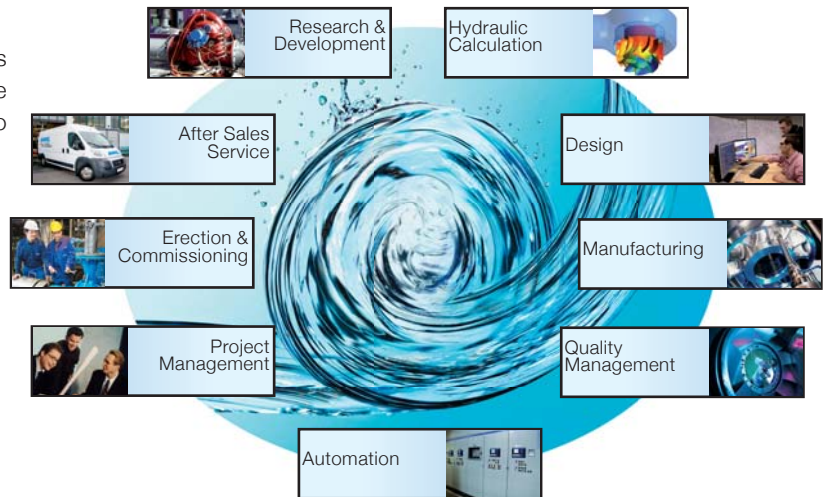 s
e
o
Research &
Development
Hydraulic
Calculation
After Sales
Service
Design
Erection &
Commissioning
Manufacturing
Project
Management
Quality
Management
Automation